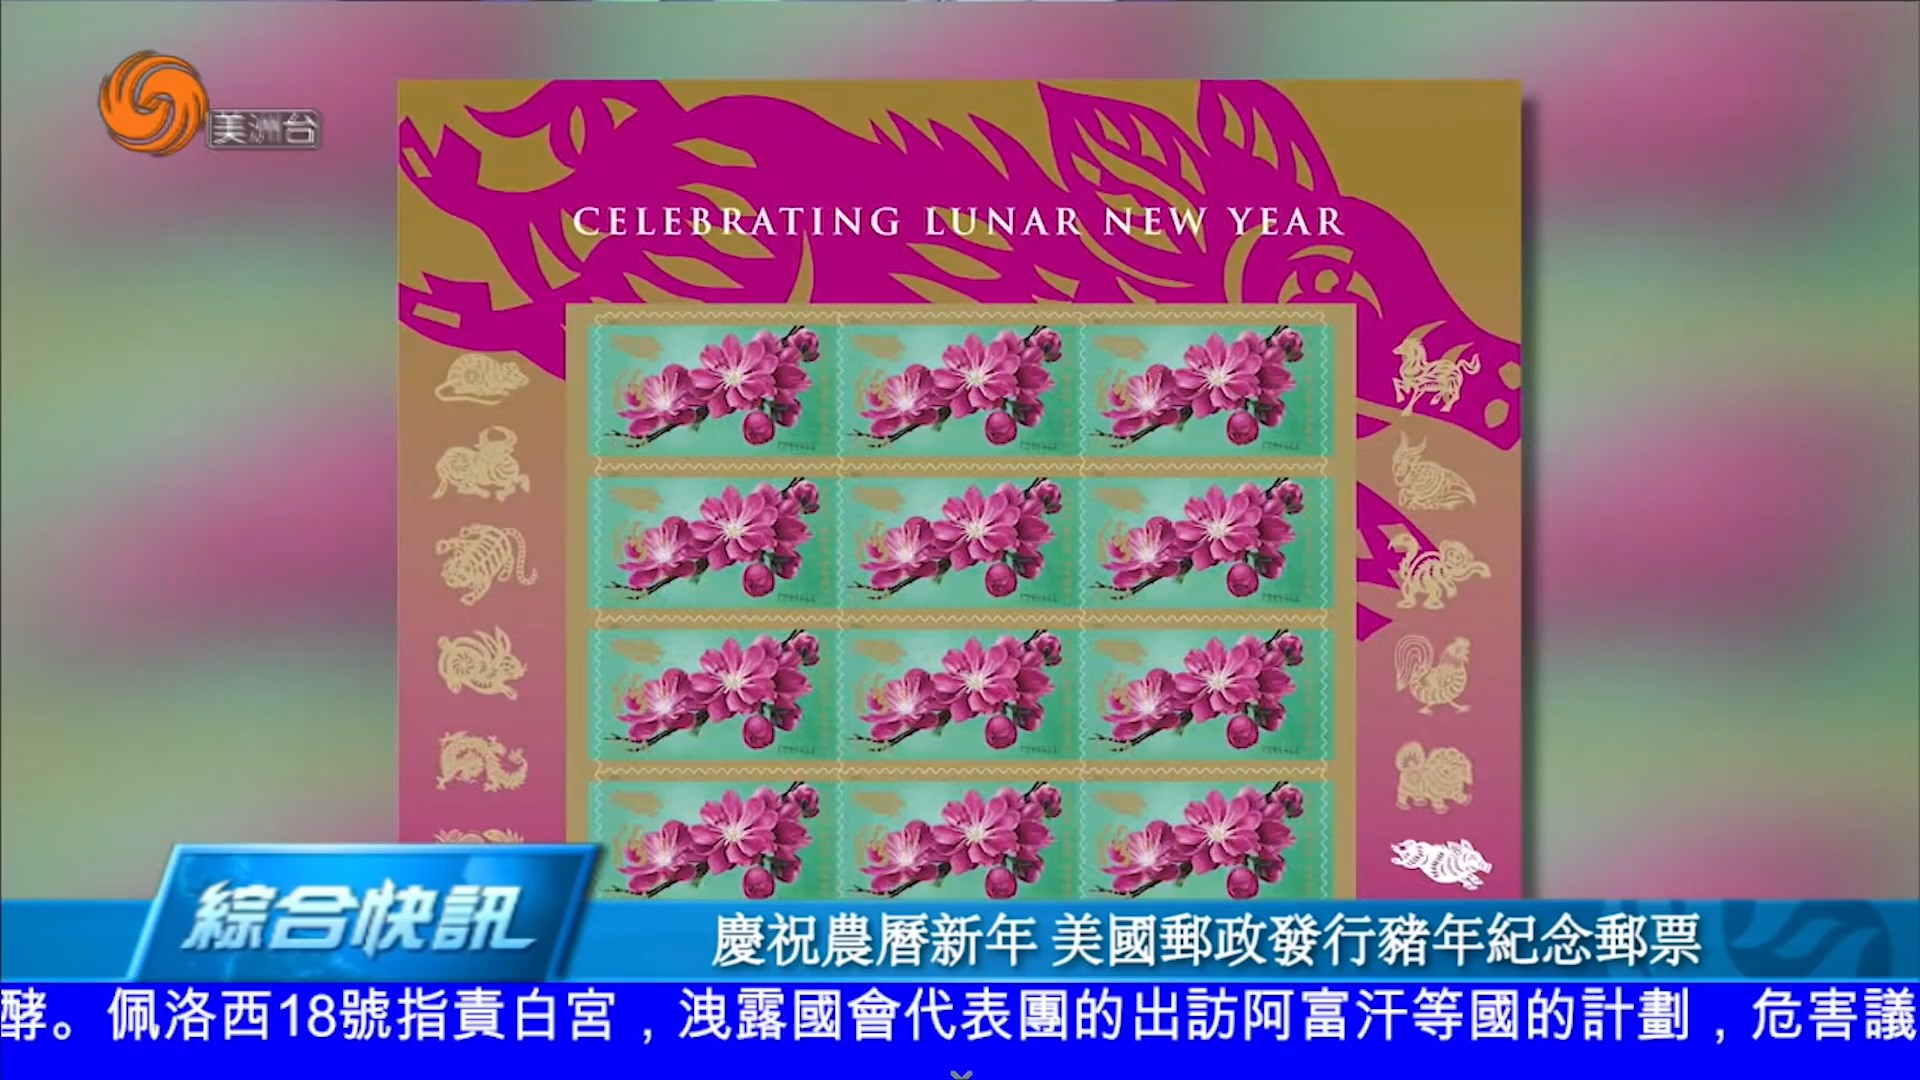 美洲台
CELEBRATING LUNAR NEW YEAR
綜合快訊
慶祝農曆新年 美國郵政發行豬年紀念郵票
酵。佩洛西18號指責白宮，洩露國會代表團的出訪阿富汗等國的計劃，危害議